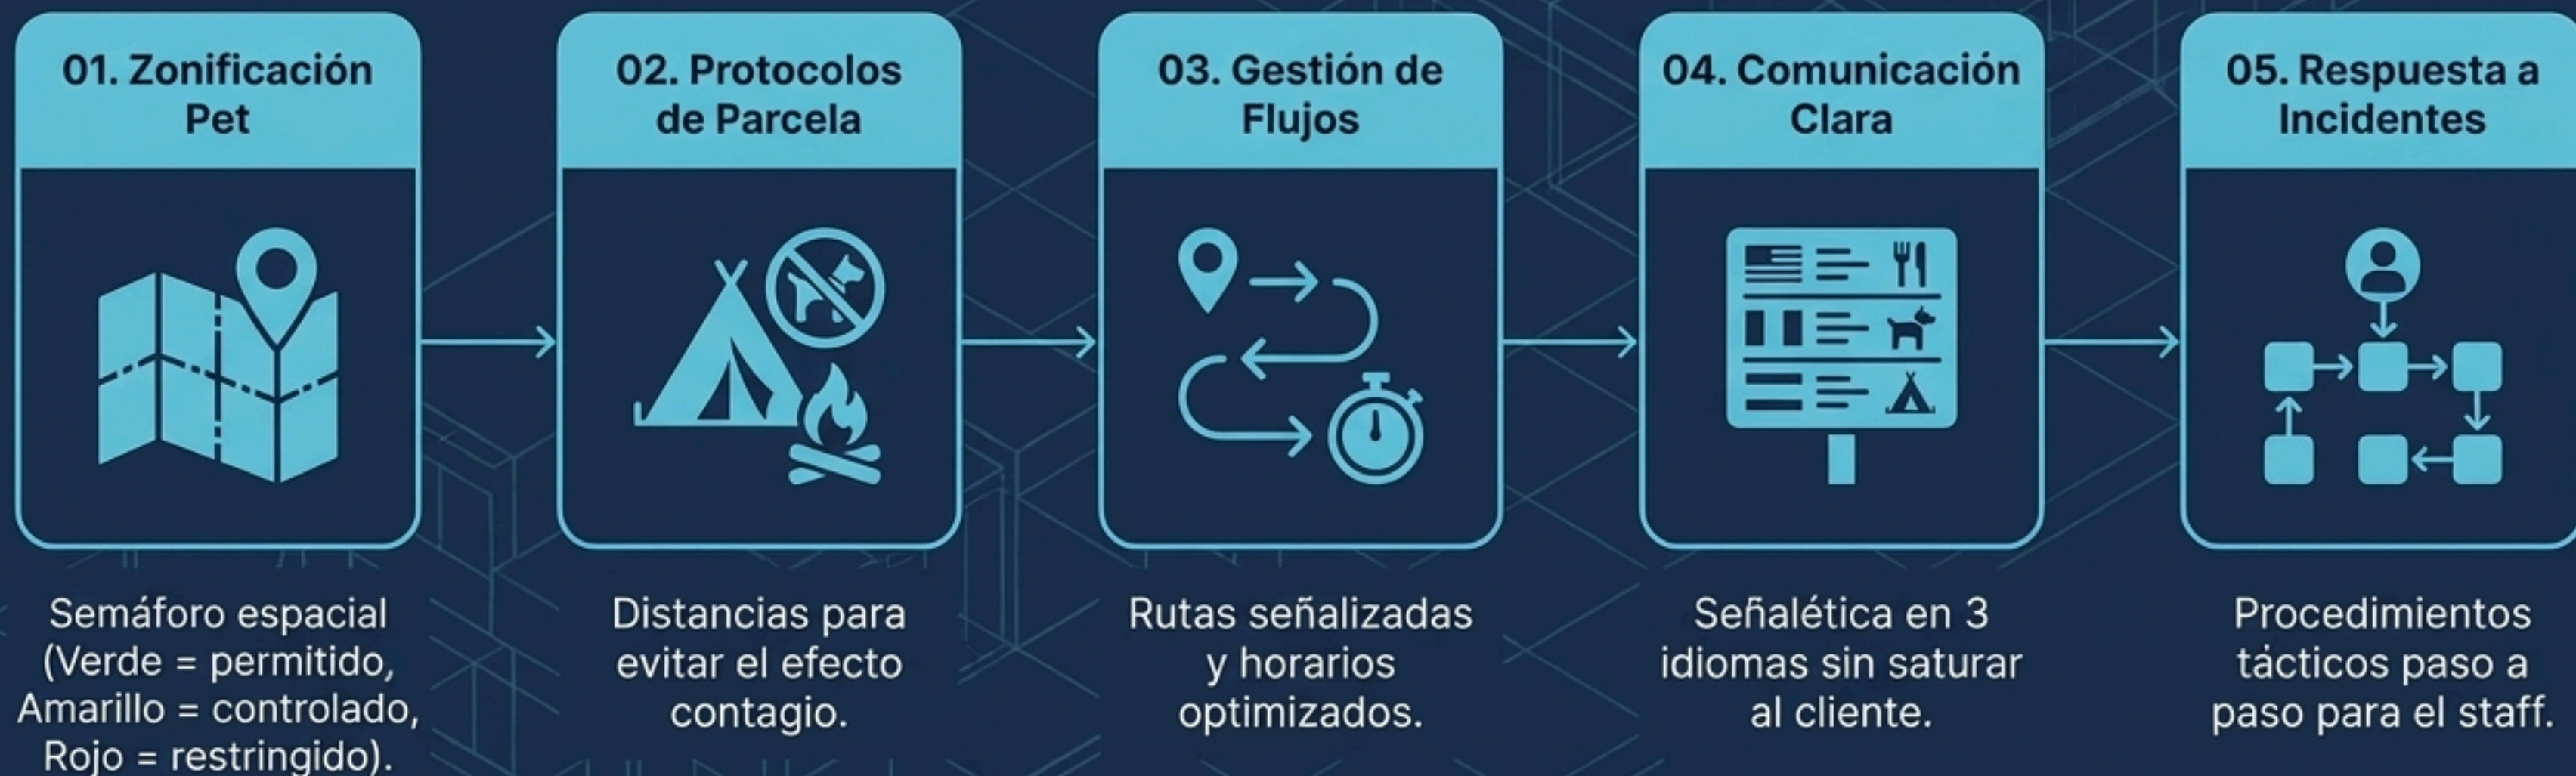 01. Zonificación
Pet
02. Protocolos
de Parcela
03. Gestión de
Flujos
04. Comunicación
Clara
05. Respuesta a
Incidentes
Semáforo espacial
(Verde = permitido,
Amarillo = controlado,
Rojo = restringido).
Distancias para
evitar el efecto
contagio.
Rutas señalizadas
y horarios
optimizados.
Señalética en 3
idiomas sin saturar
al cliente.
Procedimientos
tácticos paso a
paso para el staff.